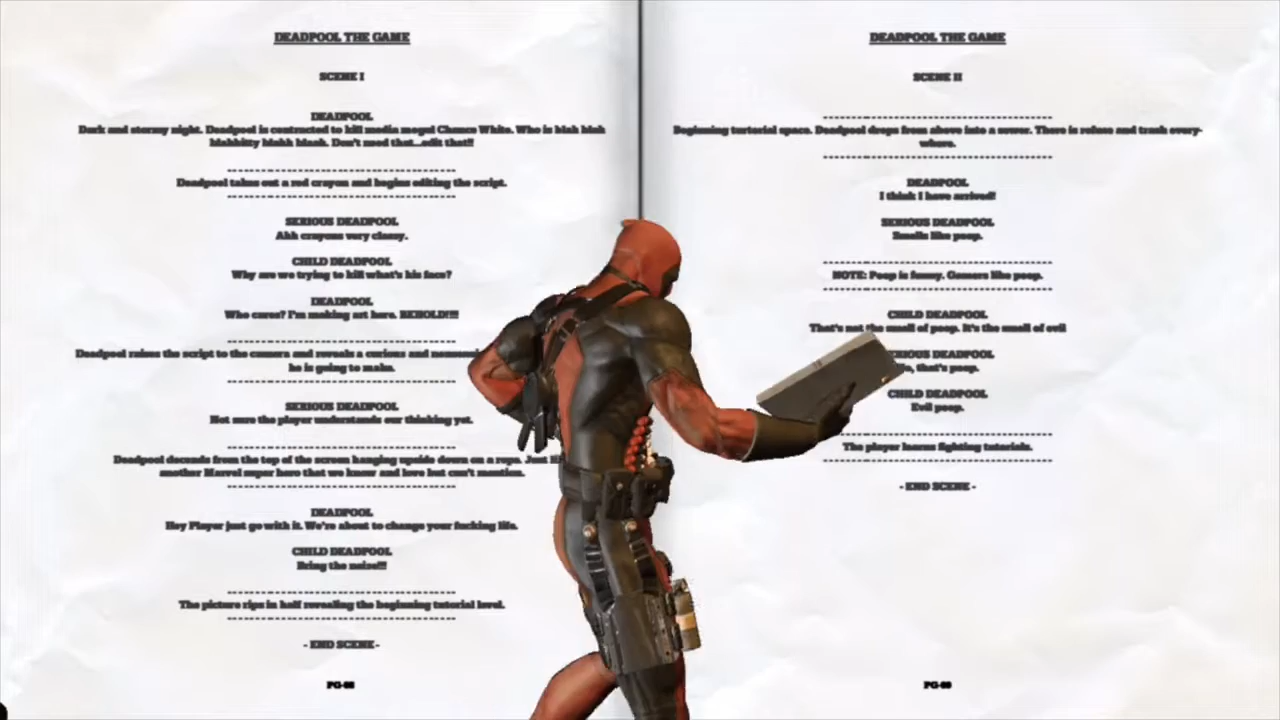 DEADPOOL THE GAME
SCENE I
DEADPOOL
Dark and stormy night. Deadpool is contracted to kill media mogul Chance White. Who is blah blah
blahbitty blahh blaah. Don't need that...edit that!!
Deadpool takes out a red crayon and begins editing the script.
SERIOUS DEADPOOL
Ahh crayons very classy.
CHILD DEADPOOL
Why are we trying to kill what's his face?
DEADPOOL
Who cares? I'm making art here. BEHOLD!!!!
Deadpool raises the script to the camera and reveals a curious and
he is going to make.
SERIOUS DEADPOOL
Not sure the player understands our thinking yet.
Deadpool decends from the top of the screen hanging upside down on a rope. Just
another Marvel super hero that we know and love but can't mention.
DEADPOOL
Hey Player just go with it. We're about to change your fucking life.
CHILD DEADPOOL
Bring the noize!!!
The picture rips in half revealing the beginning tutorial level.
- END SCENE -
DEADPOOL THE GAME
SCENE II
Beginning turtorial space. Deadpool drops from above into a sewer. There is refuse and trash every-
where.
DEADPOOL
I think I have arrived!
SERIOUS DEADPOOL
Smells like poop.
NOTE: Poop is funny. Gamers like poop.
CHILD DEADPOOL
That's not the smell of poop. It's the smell of evil
DEADPOOL
that's poop.
CHILD DEADPOOL
Evil poop.
The player learns fighting tutorials.
- END SCENE -